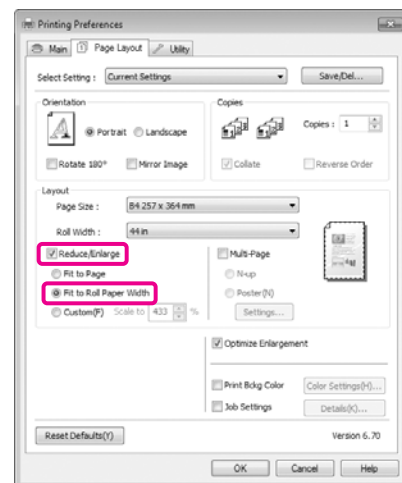 Printing Preferences
Main Page Layout Utility
Select Setting : Current Settings Save/Del...
Orientation Copies
Portrait Landscape Copies : 1
Rotate 180° Mirror Image Collate Reverse Order
Layout
Page Size : B4 257 x 364 mm
Roll Width : 44 in
Reduce/Enlarge Multi-Page
Fit to Page N-up
Fit to Roll Paper Width Poster(N)
Custom(F) Scale to 433 % Settings...
Optimize Enlargement
Print Bckg Color Color Settings(H)...
Job Settings Details(K)...
Reset Defaults(Y) Version 6.70
OK Cancel Help